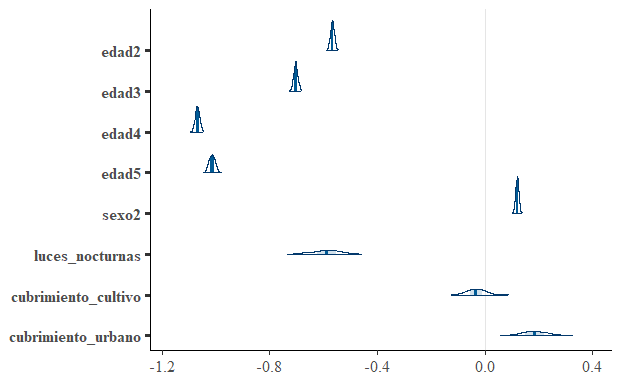 edad2
edad3
edad4
edad5
sexo2
luces_nocturnas
cubrimiento_cultivo
cubrimiento_urbano
-1.2 -0.8 -0.4 0.0 0.4